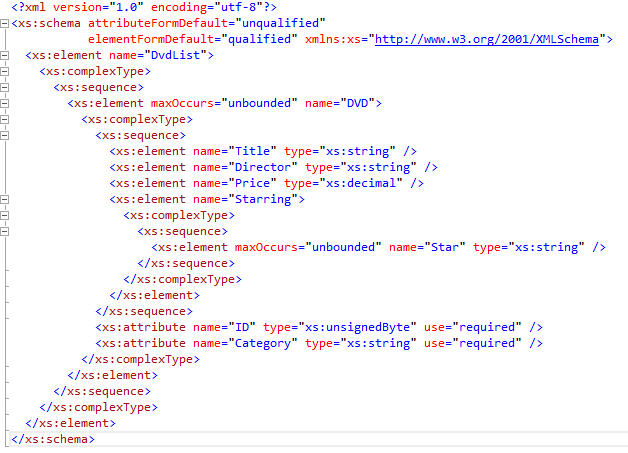 <?xml version="1.0" encoding="utf-8"?>
<xs:schema attributeFormDefault="unqualified"
elementFormDefault="qualified" xmlns:xs="http://www.w3.org/2001/XMLSchema">
<xs:element name="DvdList">
<xs:complexType>
<xs:sequence>
<xs:element maxOccurs="unbounded" name="DVD">
<xs:complexType>
<xs:sequence>
<xs:element name="Title" type="xs:string" />
<xs:element name="Director" type="xs:string" />
<xs:element name="Price" type="xs:decimal" />
<xs:element name="Starring">
<xs:complexType>
<xs:sequence>
<xs:element maxOccurs="unbounded" name="Star" type="xs:string" />
</xs:sequence>
</xs:complexType>
</xs:element>
</xs:sequence>
<xs:attribute name="ID" type="xs:unsignedByte" use="required" />
<xs:attribute name="Category" type="xs:string" use="required" />
</xs:complexType>
</xs:element>
</xs:sequence>
</xs:complexType>
</xs:element>
</xs:schema>